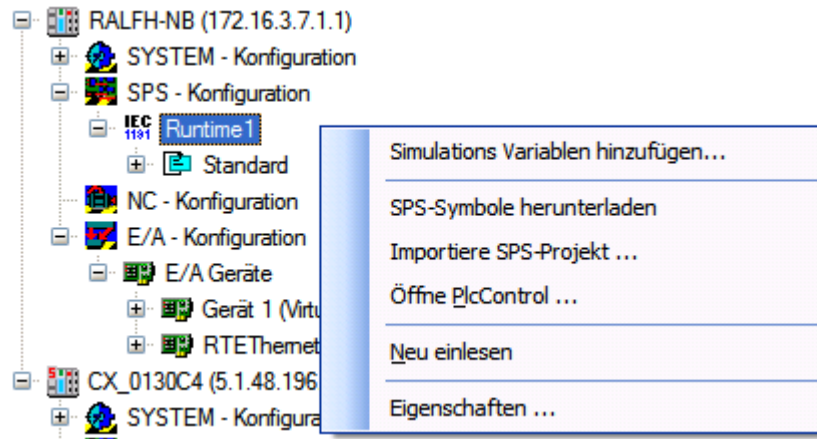 RALFH-NB (172.16.3.7.1.1)
SYSTEM - Konfiguration
SPS - Konfiguration
IEC 1131 Runtime1
Standard
NC - Konfiguration
E/A - Konfiguration
E/A Geräte
Gerät 1 (Virtu
RTEThernet
CX_0130C4 (5.1.48.196
SYSTEM - Konfigura
Simulations Variablen hinzufügen...
SPS-Symbole herunterladen
Importiere SPS-Projekt ...
Öffne PlcControl ...
Neu einlesen
Eigenschaften ...